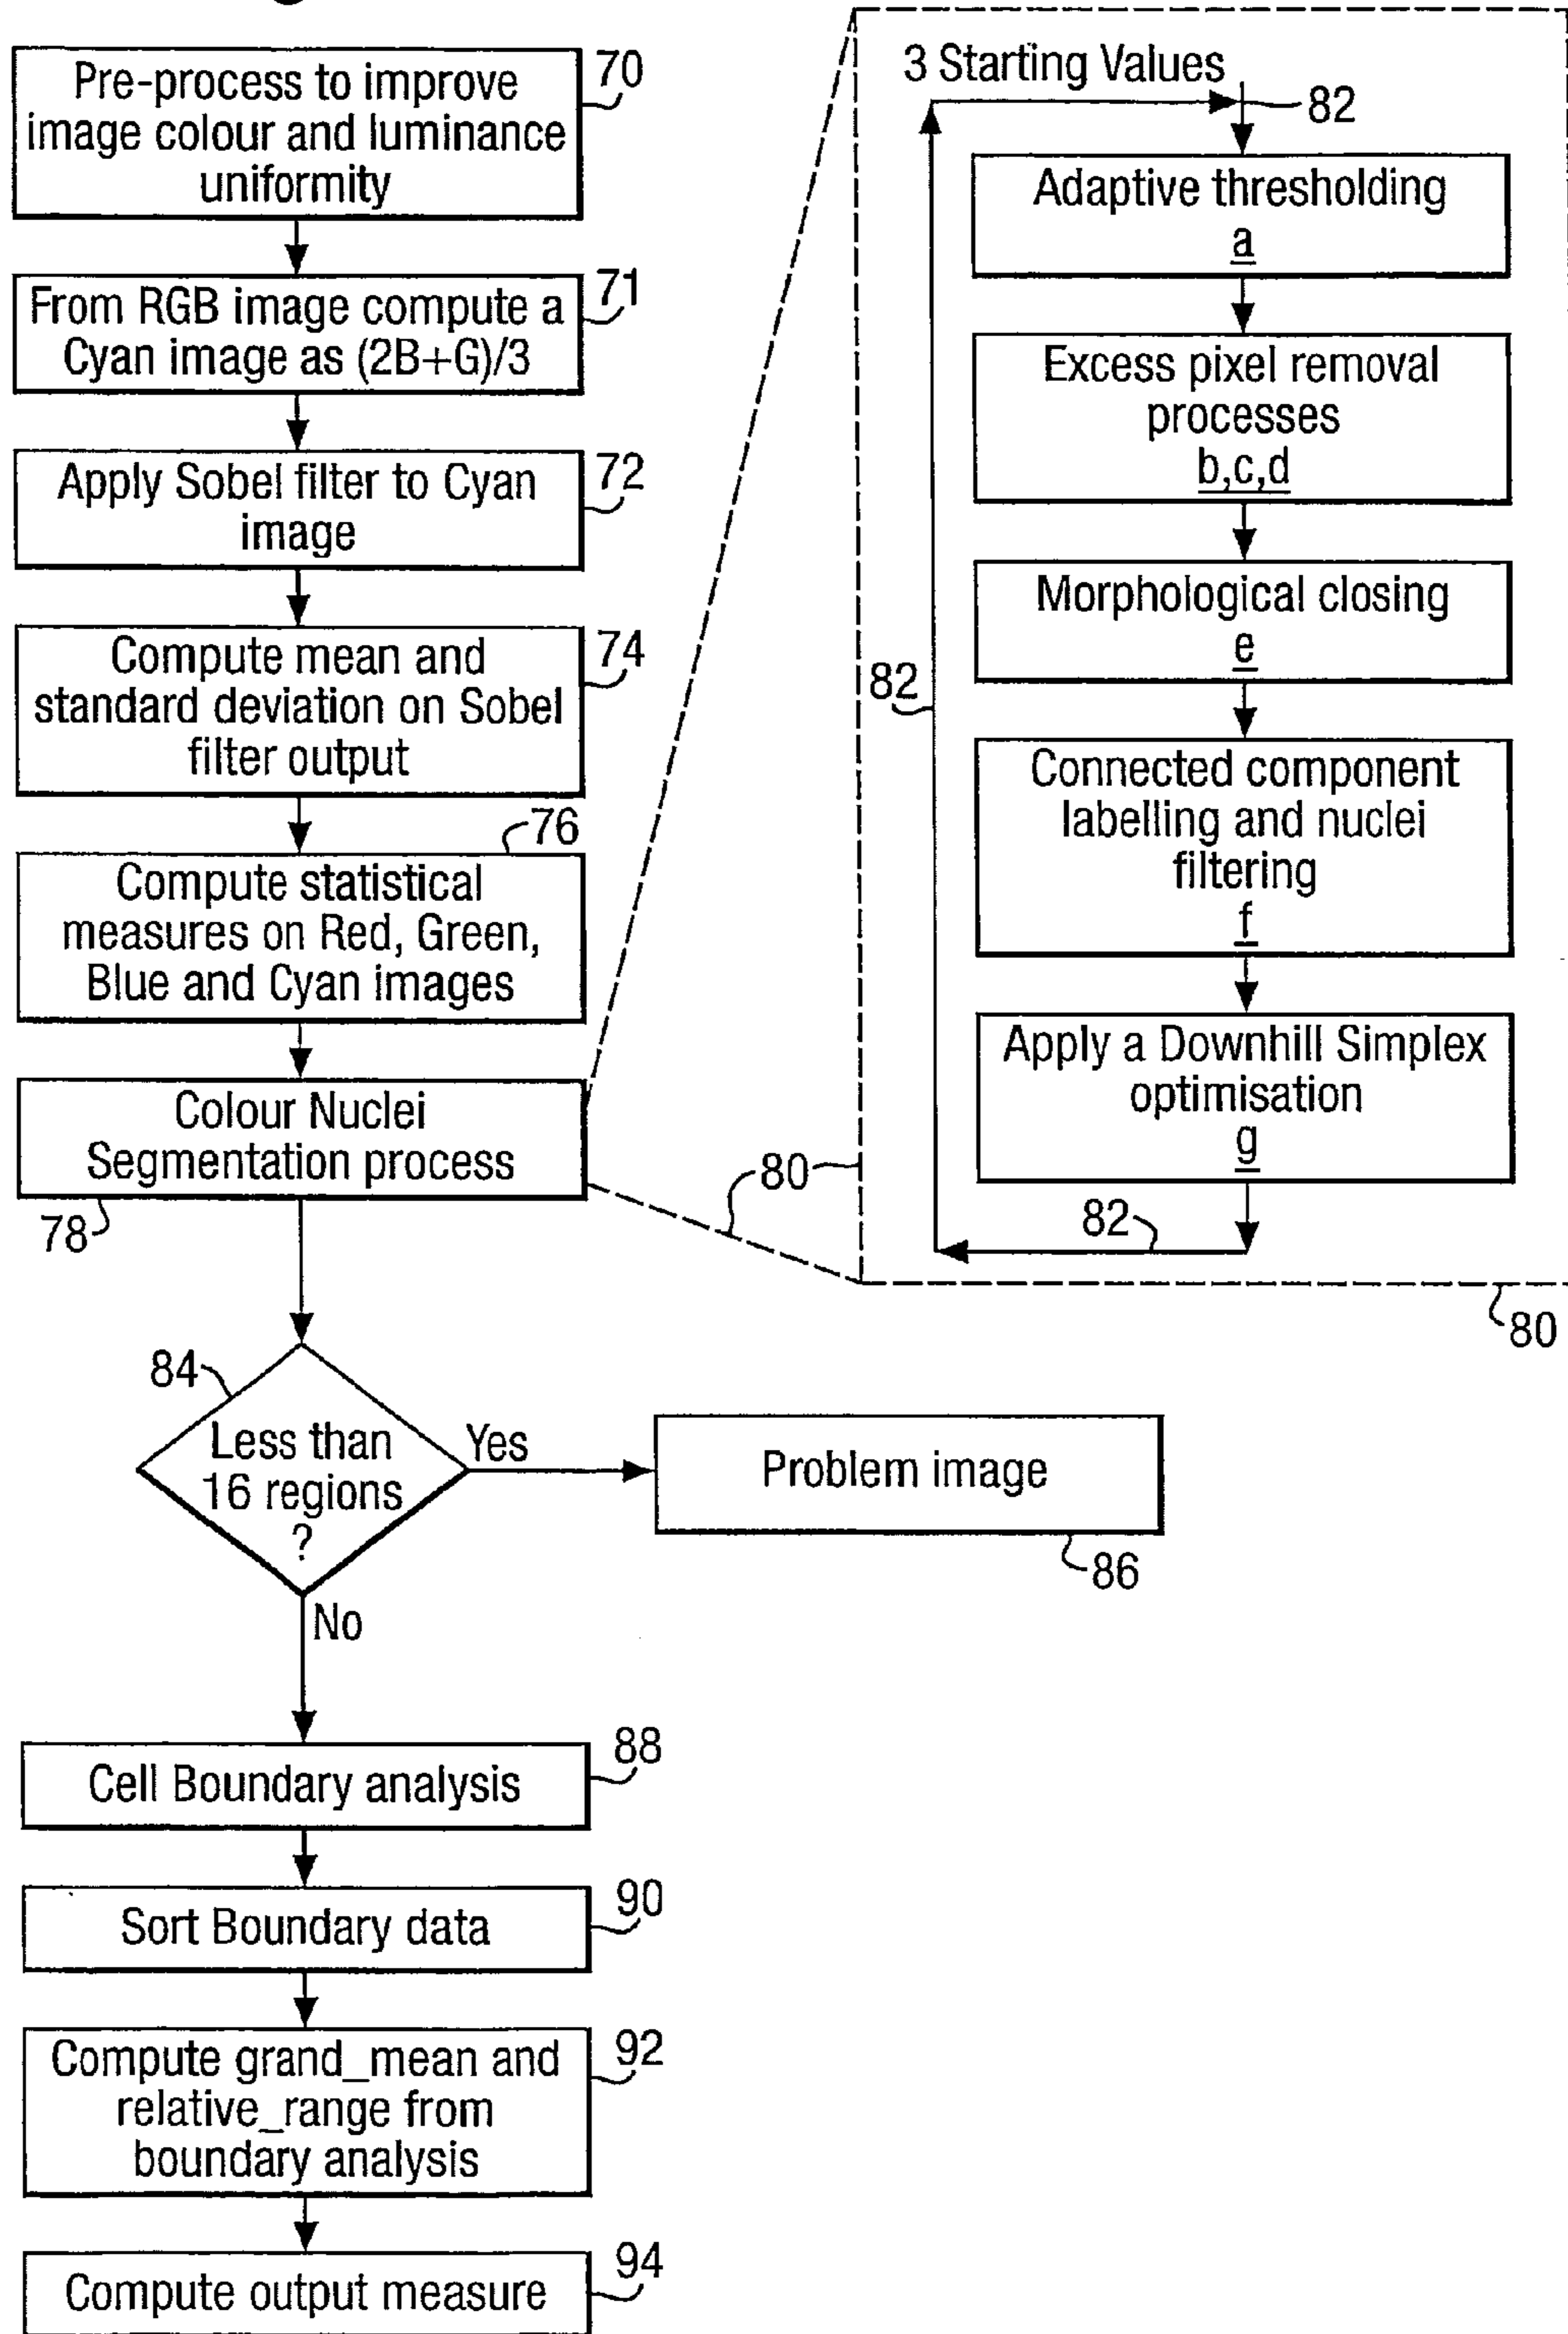 Pre-process to improve
image colour and luminance
uniformity
70
From RGB image compute a
Cyan image as (2B+G)/3
71
Apply Sobel filter to Cyan
image
72
Compute mean and
standard deviation on Sobel
filter output
74
76
Compute statistical
measures on Red, Green,
Blue and Cyan images
Colour Nuclei
Segmentation process
78
80
3 Starting Values
82
Adaptive thresholding
a
Excess pixel removal
processes
b,c,d
Morphological closing
e
82
Connected component
labelling and nuclei
filtering
f
Apply a Downhill Simplex
optimisation
g
82
80
84
Less than
16 regions
?
Yes
Problem image
86
No
Cell Boundary analysis
88
Sort Boundary data
90
Compute grand_mean and
relative_range from
boundary analysis
92
Compute output measure
94